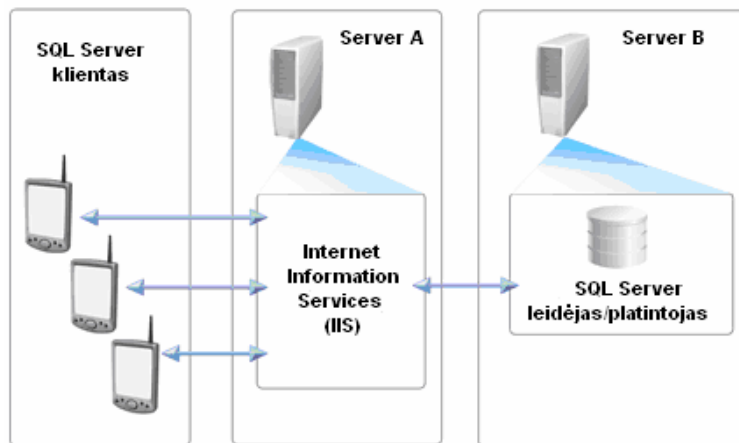 SQL Server
klientas
Server A
Internet
Information
Services
(IIS)
Server B
SQL Server
leidėjas/platintojas